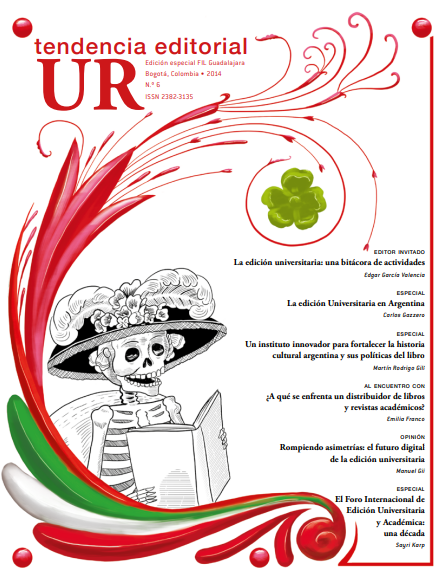 tendencia editorial
UR
Edición especial FIL Guadalajara
Bogotá, Colombia • 2014
N.º 6
ISSN 2382-3135
EDITOR INVITADO
La edición universitaria: una bitácora de actividades
Edgar García Valencia
ESPECIAL
La edición Universitaria en Argentina
Carlos Gazzera
ESPECIAL
Un instituto innovador para fortalecer la historia
cultural argentina y sus políticas del libro
Martín Rodrigo Gill
AL ENCUENTRO CON
¿A qué se enfrenta un distribuidor de libros
y revistas académicos?
Emilia Franco
OPINIÓN
Rompiendo asimetrías: el futuro digital
de la edición universitaria
Manuel Gil
ESPECIAL
El Foro Internacional de
Edición Universitaria
y Académica:
una década
Sayri Karp